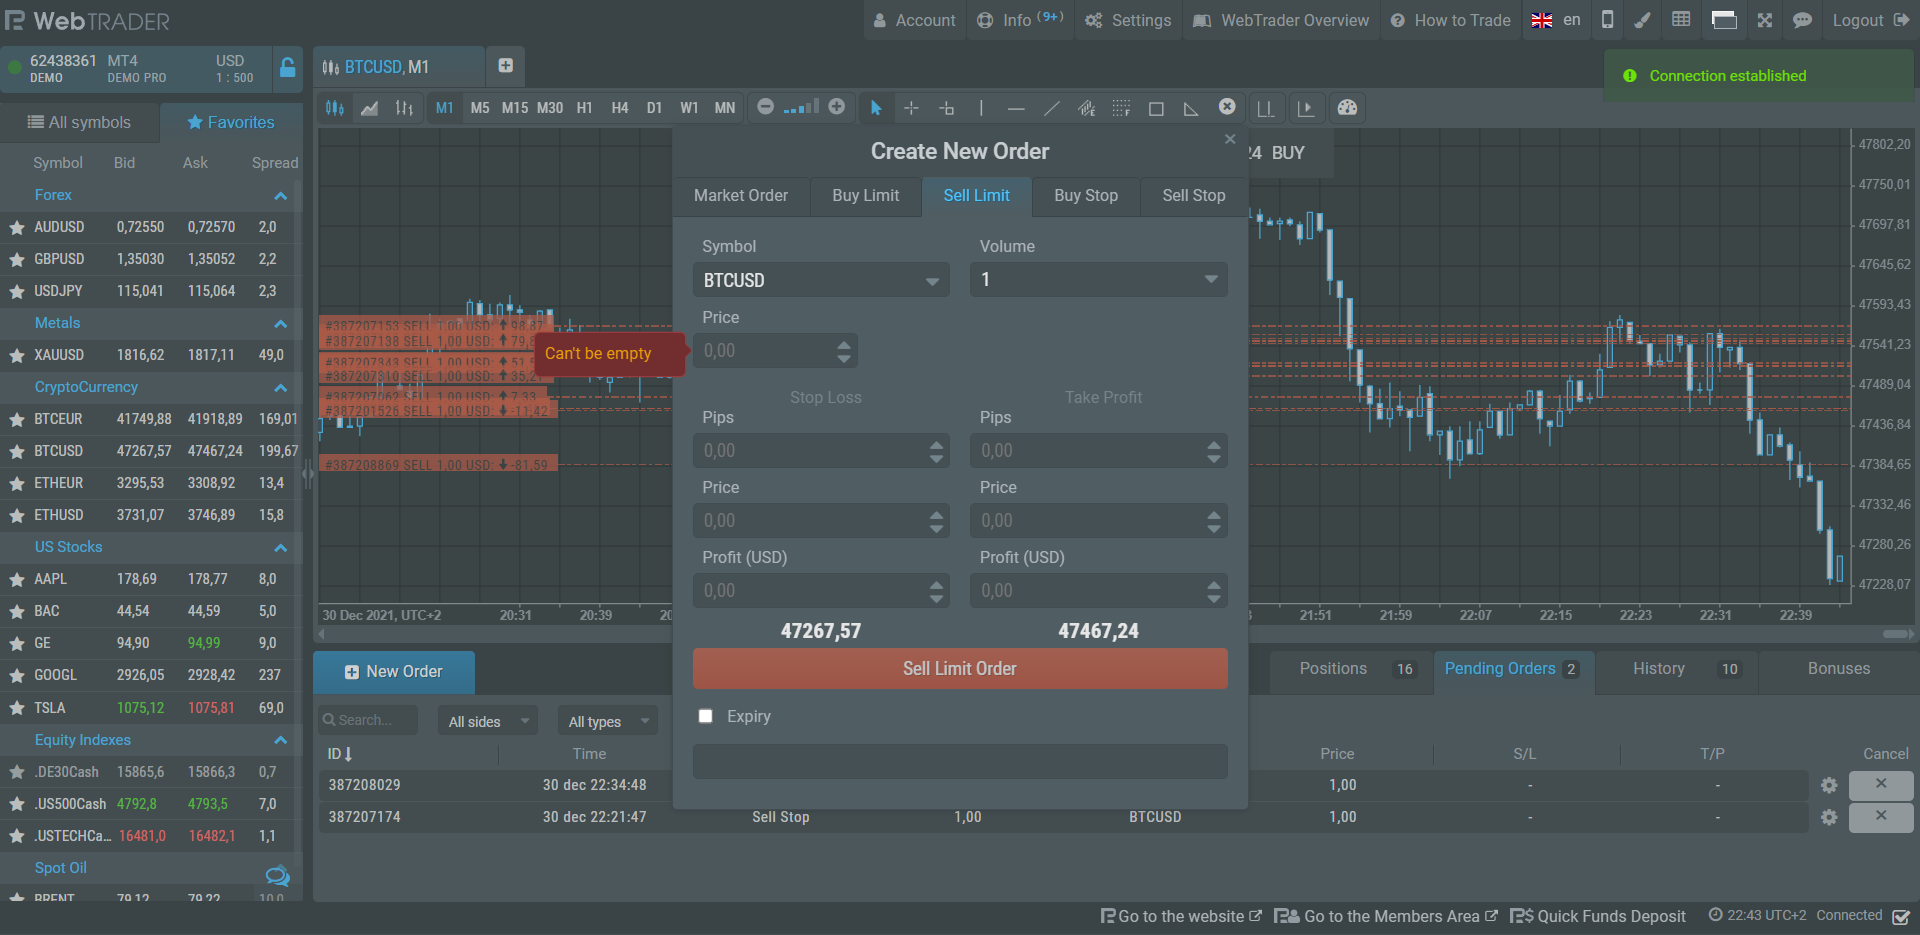 WebTRADER
Account
Info (9+)
Settings
WebTrader Overview
How to Trade
en
Logout
62438361 MT4 USD
DEMO DEMO PRO 1 : 500
BTCUSD, M1
Connection established
All symbols
Favorites
M1 M5 M15 M30 H1 H4 D1 W1 MN
Symbol Bid Ask Spread
Forex
AUDUSD 0,72550 0,72570 2,0
GBPUSD 1,35030 1,35052 2,2
USDJPY 115,041 115,064 2,3
Metals
XAUUSD 1816,62 1817,11 49,0
CryptoCurrency
BTCEUR 41749,88 41918,89 169,01
BTCUSD 47267,57 47467,24 199,67
ETHEUR 3295,53 3308,92 13,4
ETHUSD 3731,07 3746,89 15,8
US Stocks
AAPL 178,69 178,77 8,0
BAC 44,54 44,59 5,0
GE 94,90 94,99 9,0
GOOGL 2926,05 2928,42 237
TSLA 1075,12 1075,81 69,0
Equity Indexes
.DE30Cash 15865,6 15866,3 0,7
.US500Cash 4792,8 4793,5 7,0
.USTECHCa... 16481,0 16482,1 1,1
Spot Oil
BRENT 79,12 79,22 10,0
#387207153 SELL 1,00 USD: 98,67
#387207138 SELL 1,00 USD: 79,
#387207343 SELL 1,00 USD: 51,
#387207310 SELL 1,00 USD: 35,2
#387207062 SELL 1,00 USD: 7,33
#387201526 SELL 1,00 USD: -11,42
#387208869 SELL 1,00 USD: -81,59
Create New Order
24 BUY
Market Order
Buy Limit
Sell Limit
Buy Stop
Sell Stop
Symbol
Volume
BTCUSD
1
Price
Can't be empty
0,00
Stop Loss
Take Profit
Pips
Pips
0,00
0,00
Price
Price
0,00
0,00
Profit (USD)
Profit (USD)
0,00
0,00
47267,57
47467,24
Sell Limit Order
Expiry
47802,20
47750,01
47697,81
47645,62
47593,43
47541,23
47489,04
47436,84
47384,65
47332,46
47280,26
47228,07
30 Dec 2021, UTC+2 20:31 20:39 20 3 21:51 21:59 22:07 22:15 22:23 22:31 22:39
New Order
Positions 16
Pending Orders 2
History 10
Bonuses
Search...
All sides
All types
ID Time Price S/L T/P Cancel
387208029 30 dec 22:34:48 1,00 - -
387207174 30 dec 22:21:47 Sell Stop 1,00 BTCUSD 1,00 - -
Go to the website
Go to the Members Area
Quick Funds Deposit
22:43 UTC+2 Connected